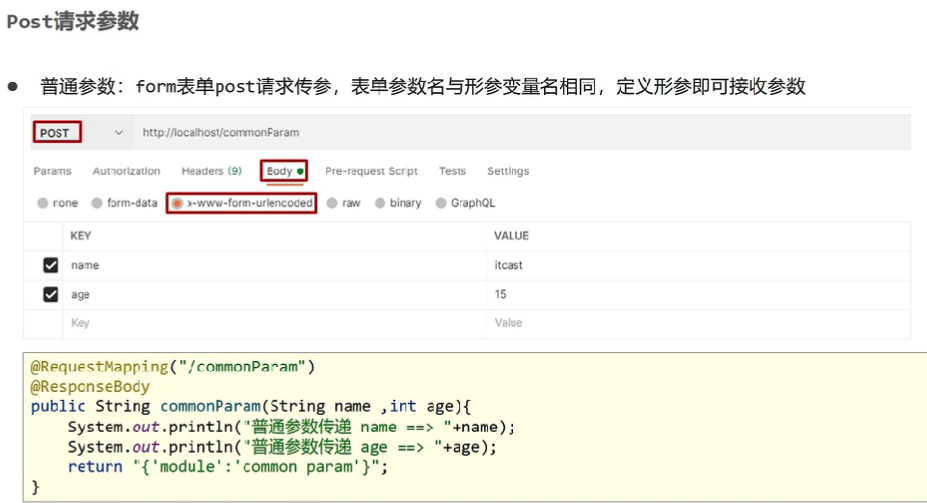 Post请求参数
● 普通参数：form表单post请求传参，表单参数名与形参变量名相同，定义形参即可接收参数
POST http://localhost/commonParam
Params Authorization Headers (9) Body Pre-request Script Tests Settings
none form-data x-www-form-urlencoded raw binary GraphQL
KEY VALUE
name itcast
age 15
Key Value
@RequestMapping("/commonParam")
@ResponseBody
public String commonParam(String name ,int age){
System.out.println("普通参数传递 name ==> "+name);
System.out.println("普通参数传递 age ==> "+age);
return "{'module':'common param'}";
}